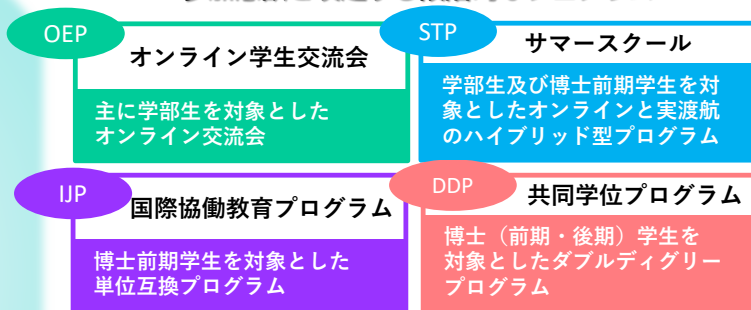 OEP
オンライン学生交流会
主に学部生を対象とした
オンライン交流会
STP
サマースクール
学部生及び博士前期学生を対
象としたオンラインと実渡航
のハイブリッド型プログラム
IJP
国際協働教育プログラム
博士前期学生を対象とした
単位互換プログラム
DDP
共同学位プログラム
博士（前期・後期）学生を
対象としたダブルディグリー
プログラム